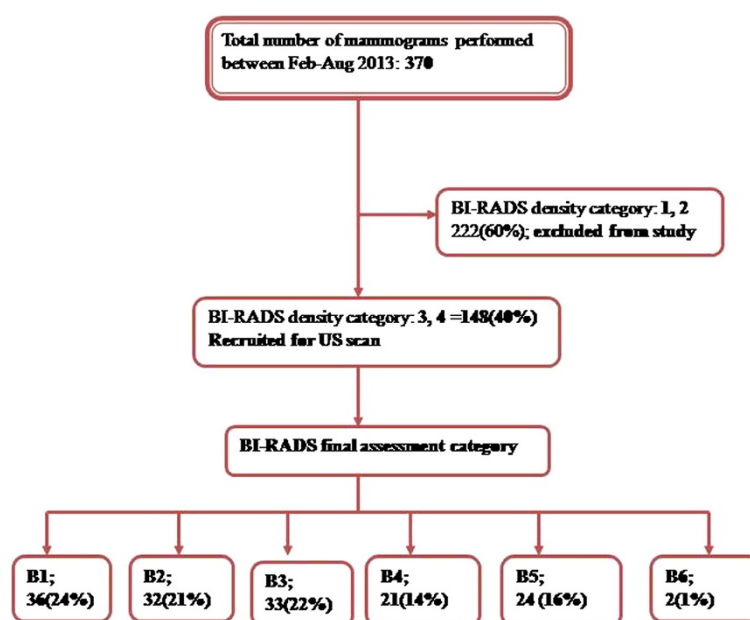 Total number of mammograms performed
between Feb-Aug 2013: 370
BI-RADS density category: 1, 2
222(60%); excluded from study
BI-RADS density category: 3, 4 =148(40%)
Recruited for US scan
BI-RADS final assessment category
B1;
36(24%)
B2;
32(21%)
B3;
33(22%)
B4;
21(14%)
B5;
24 (16%)
B6;
2(1%)